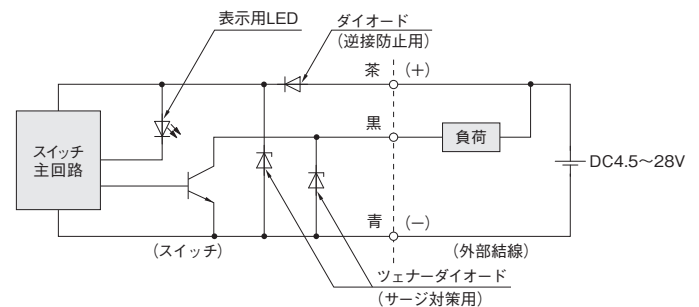 表示用LED
ダイオード
（逆接防止用）
茶
（+）
黒
負荷
スイッチ
主回路
DC4.5～28V
青
（−）
（スイッチ）
（外部結線）
ツェナーダイオード
（サージ対策用）